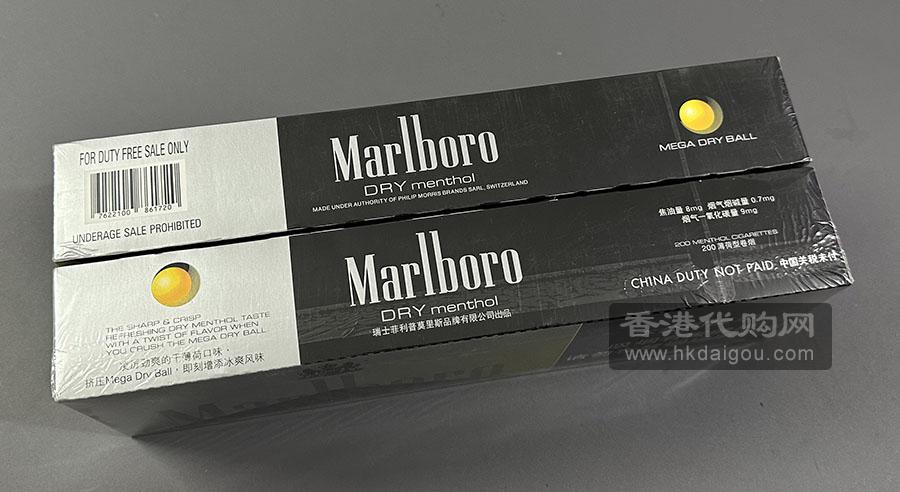 FOR DUTY FREE SALE ONLY
7622100 861720
UNDERAGE SALE PROHIBITED
Marlboro
DRY menthol
MADE UNDER AUTHORITY OF PHILIP MORRIS BRANDS SARL, SWITZERLAND
MEGA DRY BALL
THE SHARP & CRISP
REFRESHING DRY MENTHOL TASTE
WITH A TWIST OF FLAVOR WHEN
YOU CRUSH THE MEGA DRY BALL
劲爽的干薄荷口味，
挤压Mega Dry Ball，即刻增添冰爽风味
Marlboro
DRY menthol
瑞士菲利普莫里斯品牌有限公司出品
焦油量 8mg 烟气烟碱量 0.7mg
烟气一氧化碳量 9mg
200 MENTHOL CIGARETTES
200 薄荷型卷烟
CHINA DUTY NOT PAID 中国关税未付
香港代购网
www.hkdaigou.com
Marlboro